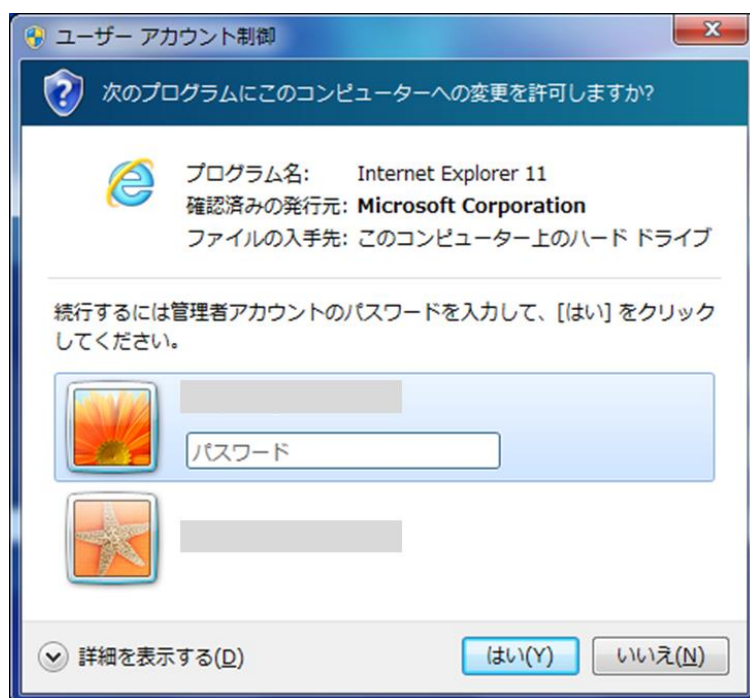 ユーザー アカウント制御
次のプログラムにこのコンピューターへの変更を許可しますか?
プログラム名: Internet Explorer 11
確認済みの発行元: Microsoft Corporation
ファイルの入手先: このコンピューター上のハード ドライブ
続行するには管理者アカウントのパスワードを入力して、[はい] をクリック
してください。
パスワード
詳細を表示する(D)
はい(Y)
いいえ(N)